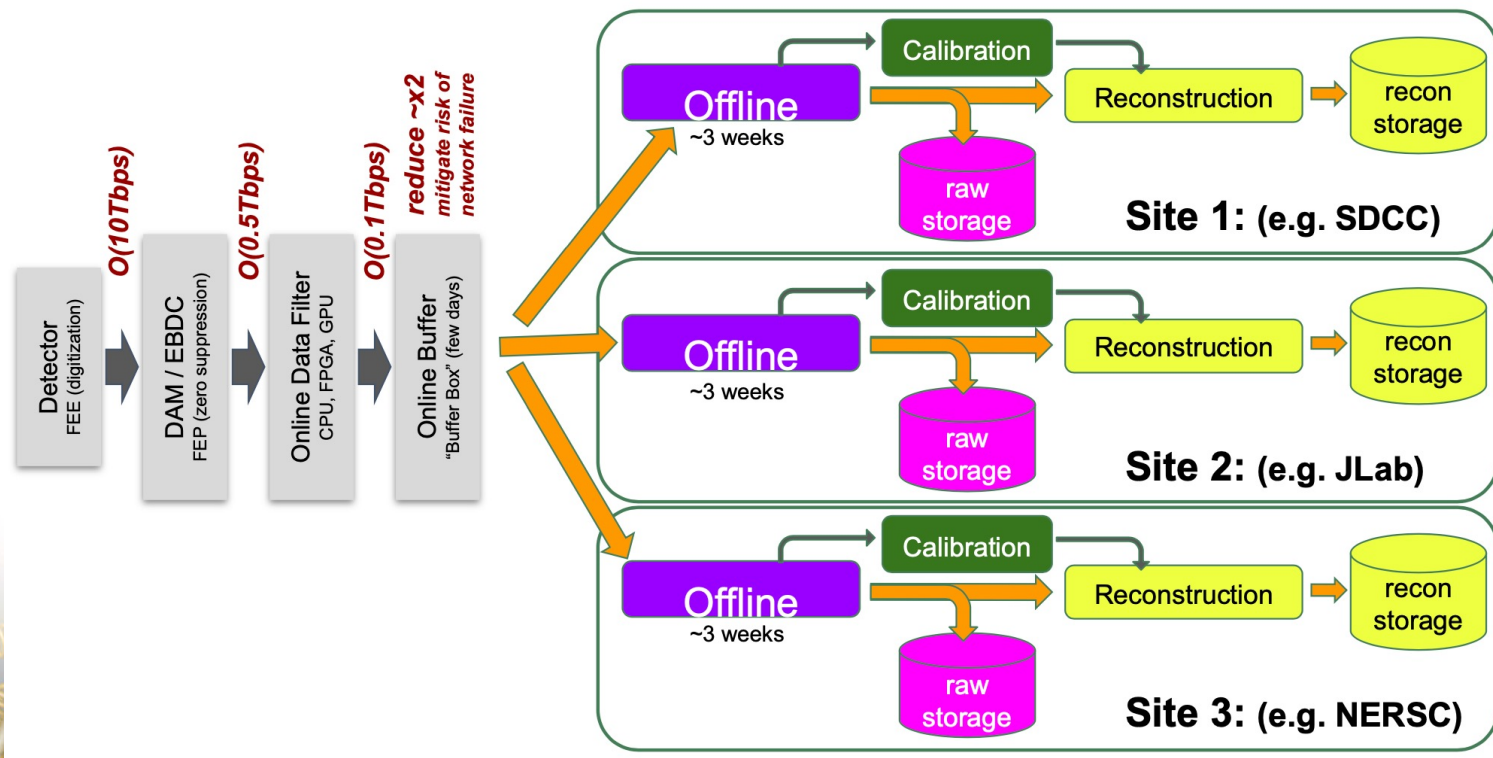 Detector
FEE (digitization)
O(10Tbps)
DAM / EBDC
FEP (zero suppression)
O(0.5Tbps)
Online Data Filter
CPU, FPGA, GPU
O(0.1Tbps)
reduce ~x2
mitigate risk of
network failure
Online Buffer
“Buffer Box” (few days)
Calibration
Offline
~3 weeks
Reconstruction
recon
storage
raw
storage
Site 1: (e.g. SDCC)
Calibration
Offline
~3 weeks
Reconstruction
recon
storage
raw
storage
Site 2: (e.g. JLab)
Calibration
Offline
~3 weeks
Reconstruction
recon
storage
raw
storage
Site 3: (e.g. NERSC)